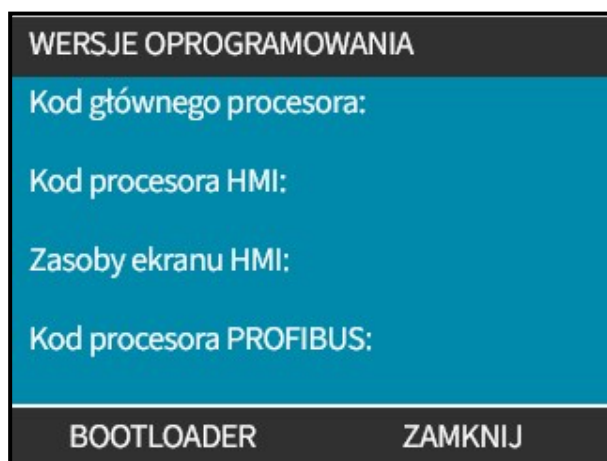 WERSJE OPROGRAMOWANIA
Kod głównego procesora:
Kod procesora HMI:
Zasoby ekranu HMI:
Kod procesora PROFIBUS:
BOOTLOADER ZAMKNIJ